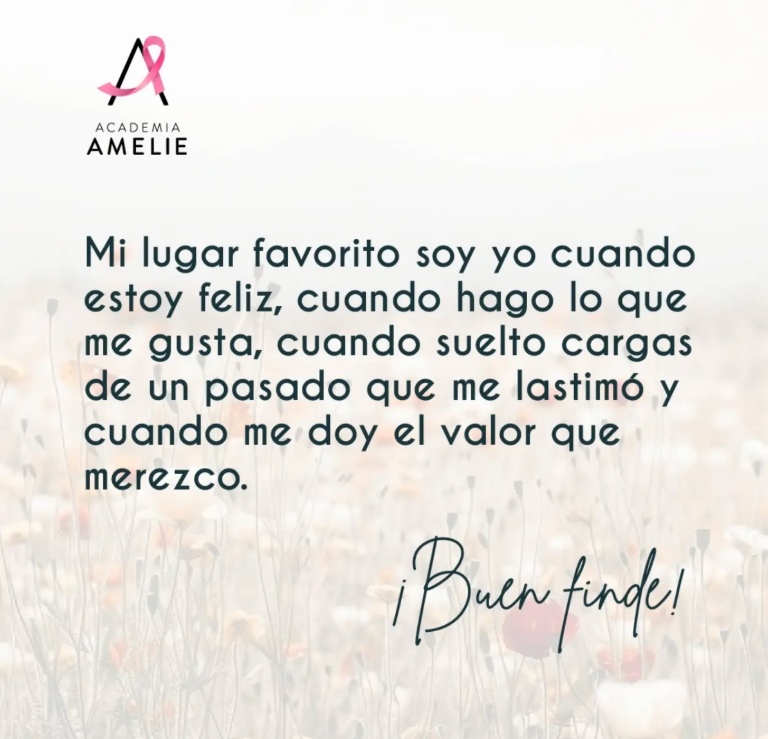 ACADEMIA
AMELIE
Mi lugar favorito soy yo cuando
estoy feliz, cuando hago lo que
me gusta, cuando suelto cargas
de un pasado que me lastimó y
cuando me doy el valor que
merezco.
¡Buen finde!